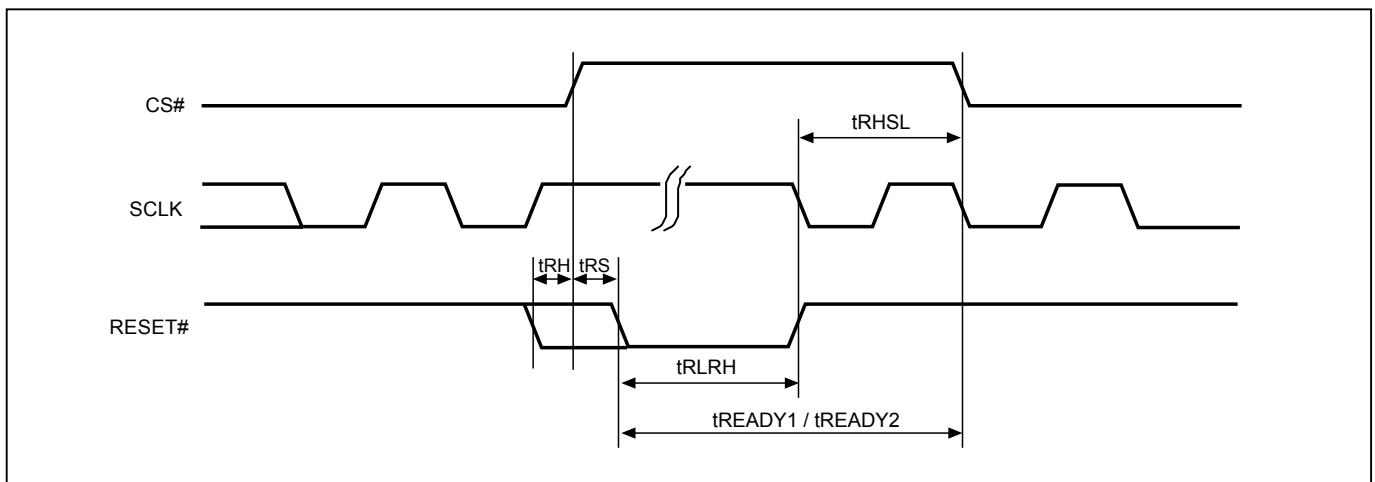 CS#
tRHSL
SCLK
tRH tRS
RESET#
tRLRH
tREADY1 / tREADY2